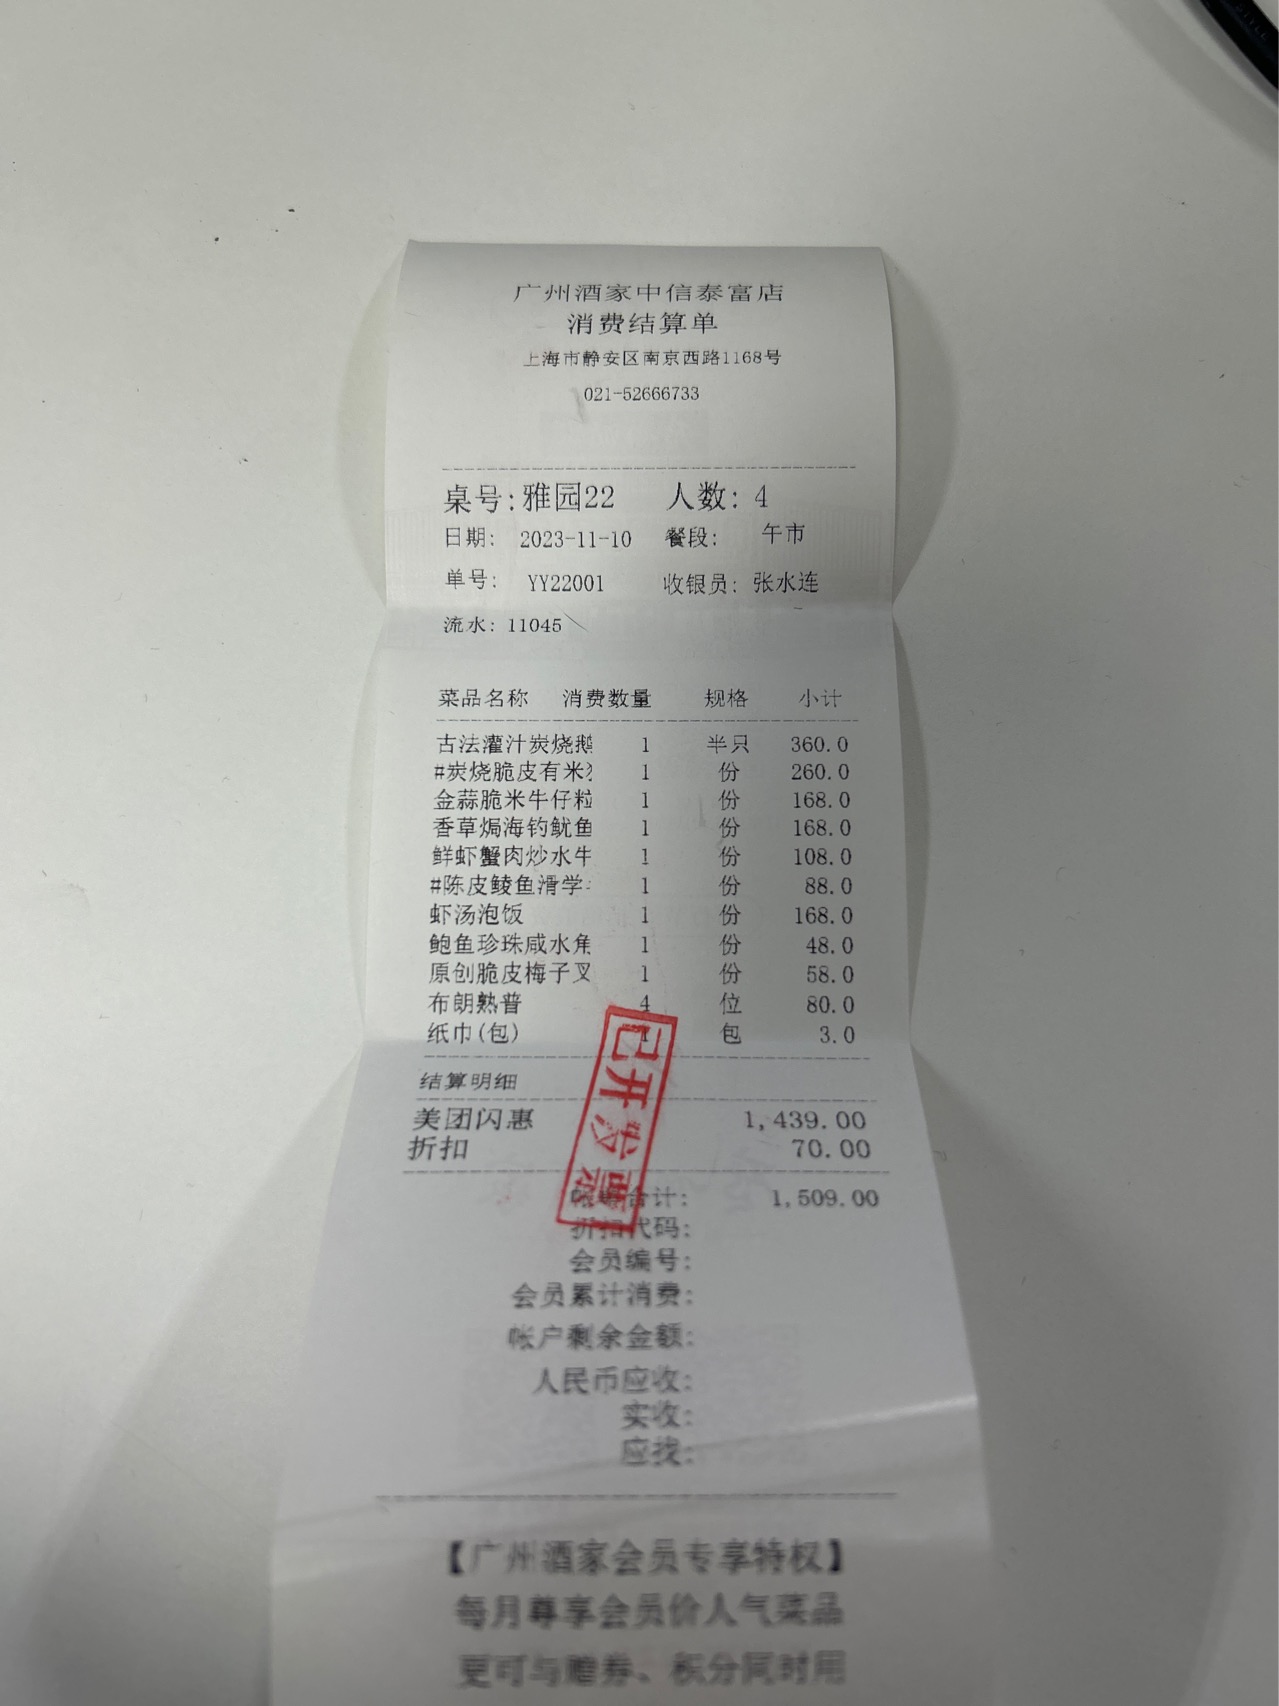 广州酒家中信泰富店
消费结算单
上海市静安区南京西路1168号
021-52666733
桌号:雅园22 人数: 4
日期: 2023-11-10 餐段: 午市
单号: YY22001 收银员: 张水连
流水: 11045
菜品名称 消费数量 规格 小计
古法灌汁炭烧鹅 1 半只 360.0
#炭烧脆皮有米 1 份 260.0
金蒜脆米牛仔粒 1 份 168.0
香草焗海钓鱿鱼 1 份 168.0
鲜虾蟹肉炒水牛 1 份 108.0
#陈皮鲮鱼滑学 1 份 88.0
虾汤泡饭 1 份 168.0
鲍鱼珍珠咸水角 1 份 48.0
原创脆皮梅子叉 1 份 58.0
布朗熟普 4 位 80.0
纸巾(包) 1 包 3.0
已开发票
结算明细
美团闪惠 1,439.00
折扣 70.00
合计: 1,509.00
折扣代码:
会员编号:
会员累计消费:
帐户剩余金额:
人民币应收:
实收:
应找:
【广州酒家会员专享特权】
每月尊享会员价人气菜品
更可与赠券、积分同时用